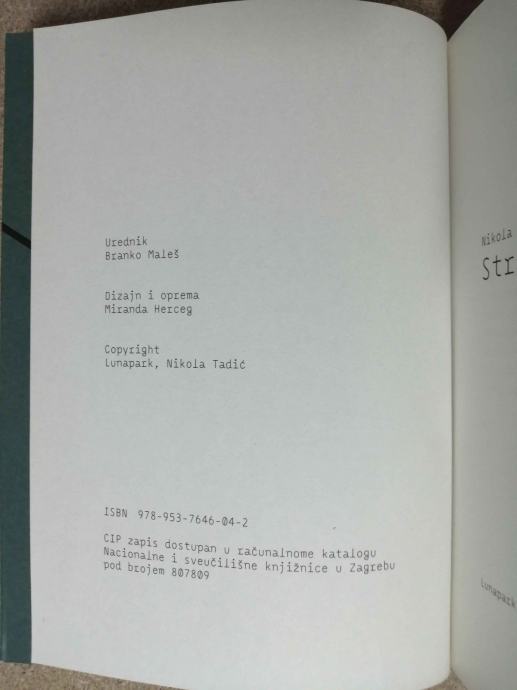 Urednik
Branko Maleš
Dizajn i oprema
Miranda Herceg
Copyright
Lunapark, Nikola Tadić
ISBN 978-953-7646-04-2
CIP zapis dostupan u računalnome katalogu
Nacionalne i sveučilišne knjižnice u Zagrebu
pod brojem 807809
Nikola
Str
Lunapark